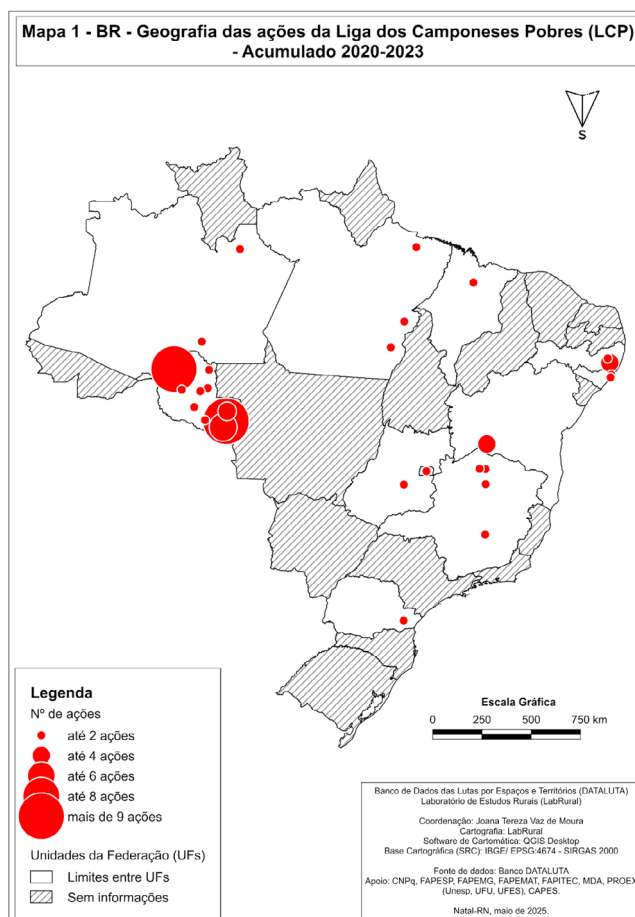 Mapa 1 - BR - Geografia das ações da Liga dos Camponeses Pobres (LCP)
- Acumulado 2020-2023
S
Legenda
Nº de ações
até 2 ações
até 4 ações
até 6 ações
até 8 ações
mais de 9 ações
Unidades da Federação (UFs)
Limites entre UFs
Sem informações
Escala Gráfica
0 250 500 750 km
Banco de Dados das Lutas por Espaços e Territórios (DATALUTA)
Laboratório de Estudos Rurais (LabRural)
Coordenação: Joana Tereza Vaz de Moura
Cartografia: LabRural
Software de Cartomática: QGIS Desktop
Base Cartográfica (SRC): IBGE/ EPSG:4674 - SIRGAS 2000
Fonte de dados: Banco DATALUTA
Apoio: CNPq, FAPESP, FAPEMG, FAPEMAT, FAPITEC, MDA, PROEX
(Unesp, UFU, UFES), CAPES.
Natal-RN, maio de 2025.